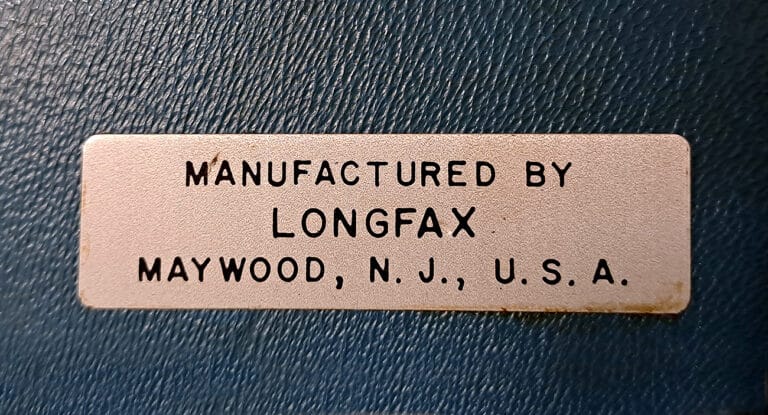 MANUFACTURED BY
LONGFAX
MAYWOOD, N. J., U. S. A.